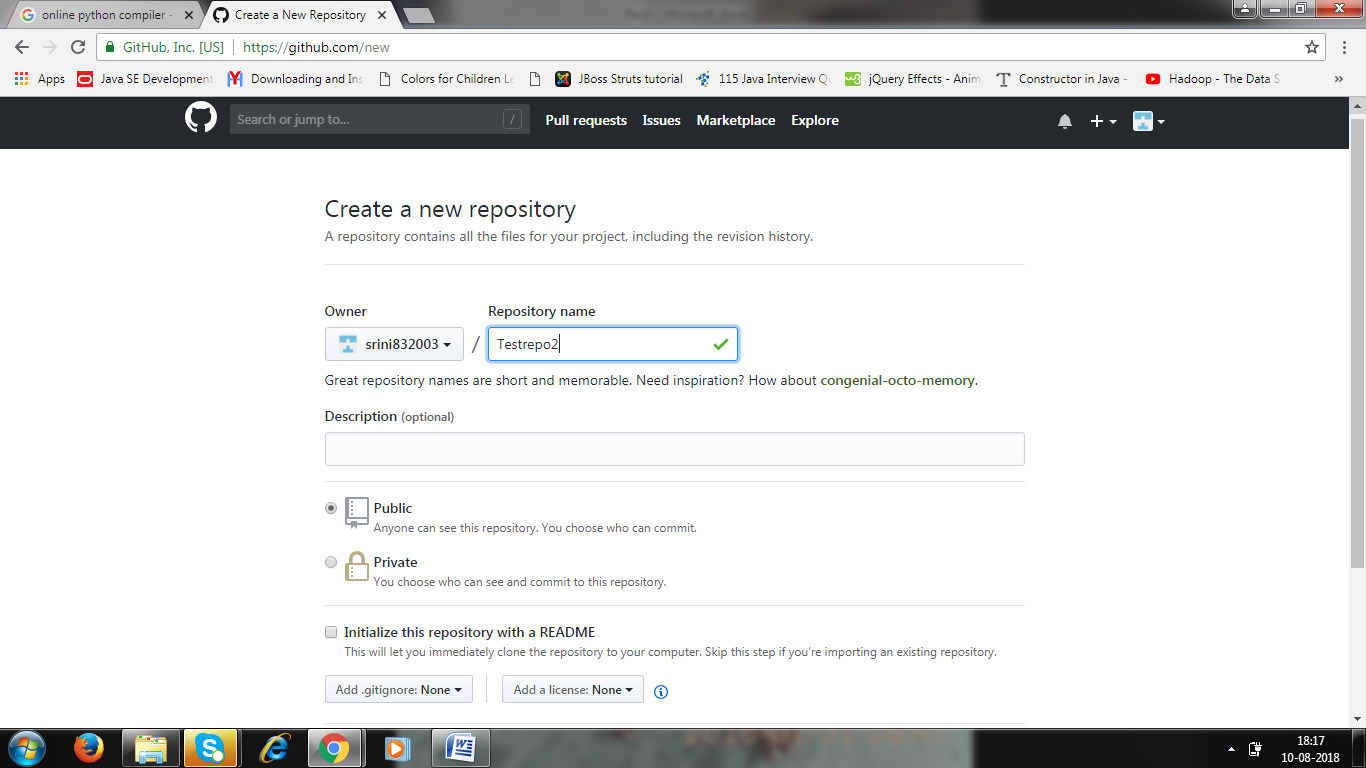 online python compiler -
Create a New Repository
GitHub, Inc. [US]
https://github.com/new
Apps
Java SE Development
Downloading and Ins
Colors for Children Le
JBoss Struts tutorial
115 Java Interview Qu
jQuery Effects - Anim
Constructor in Java -
Hadoop - The Data S
»
Search or jump to...
/
Pull requests
Issues
Marketplace
Explore
Create a new repository
A repository contains all the files for your project, including the revision history.
Owner
Repository name
srini832003
/
Testrepo2
Great repository names are short and memorable. Need inspiration? How about congenial-octo-memory.
Description (optional)
Public
Anyone can see this repository. You choose who can commit.
Private
You choose who can see and commit to this repository.
Initialize this repository with a README
This will let you immediately clone the repository to your computer. Skip this step if you're importing an existing repository.
Add .gitignore: None
Add a license: None
18:17
10-08-2018